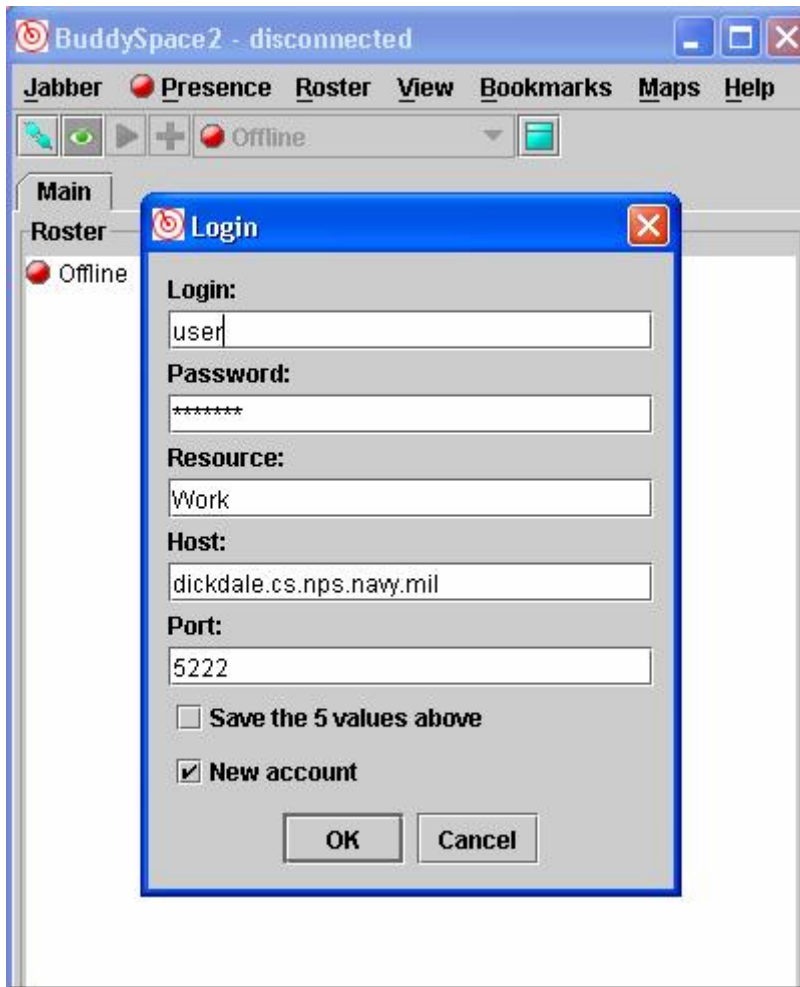 BuddySpace2 - disconnected
Jabber Presence Roster View Bookmarks Maps Help
Offline
Main
Roster
Offline
Login
Login:
user
Password:
*******
Resource:
Work
Host:
dickdale.cs.nps.navy.mil
Port:
5222
Save the 5 values above
New account
OK Cancel